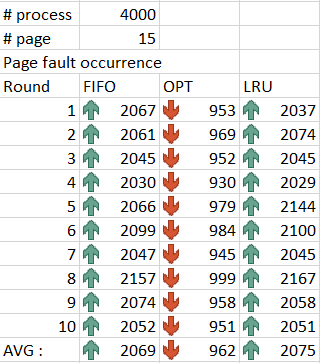 # process 4000
# page 15
Page fault occurrence
Round FIFO OPT LRU
1 2067 953 2037
2 2061 969 2074
3 2045 952 2045
4 2030 930 2029
5 2066 979 2144
6 2099 984 2100
7 2047 945 2045
8 2157 999 2167
9 2074 958 2058
10 2052 951 2051
AVG : 2069 962 2075